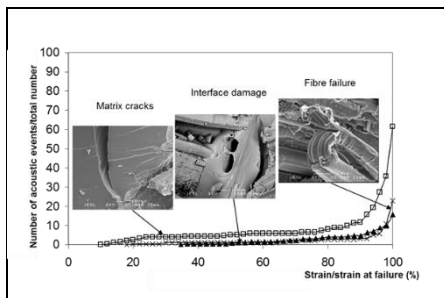 100
90
80
70
60
50
40
30
20
10
0
Number of acoustic events/total number
Matrix cracks
Interface damage
Fibre failure
0 20 40 60 80 100
Strain/strain at failure (%)